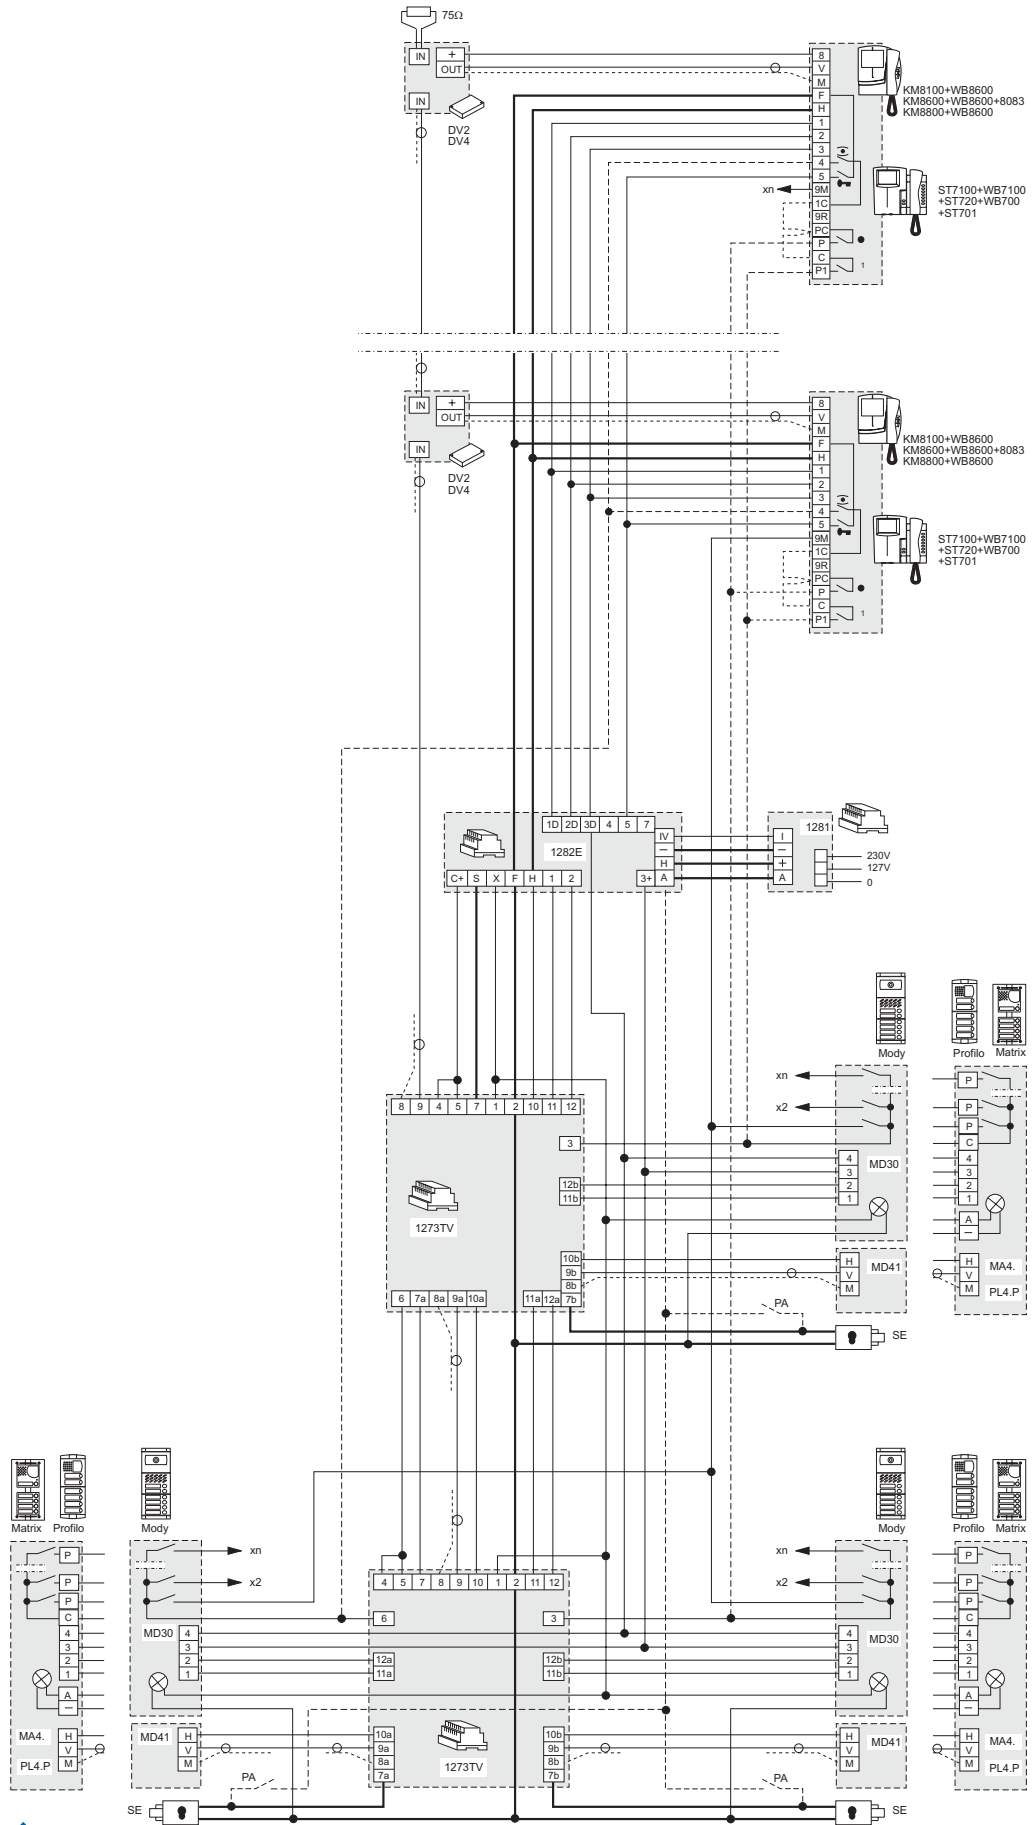 75Ω
IN
+
OUT
IN
DV2
DV4
8
V
M
F
H
1
2
3
4
5
9M
1C
9R
PC
P
C
P1
1
xn
KM8100+WB8600
KM8600+WB8600+8083
KM8800+WB8600
ST7100+WB7100
+ST720+WB700
+ST701
IN
+
OUT
IN
DV2
DV4
8
V
M
F
H
1
2
3
4
5
9M
1C
9R
PC
P
C
P1
1
KM8100+WB8600
KM8600+WB8600+8083
KM8800+WB8600
ST7100+WB7100
+ST720+WB700
+ST701
1D 2D 3D 4 5 7
IV
–
H
A
1282E
C+ S X F H 1 2 3+
1281
I
–
+
A
230V
127V
0
Mody
Profilo
Matrix
8 9 4 5 7 1 2 10 11 12
3
12b
11b
1273TV
10b
9b
8b
7b
6 7a 8a 9a 10a 11a 12a
xn
x2
4
3
2
1
MD30
H
V
M
MD41
PA
SE
P
P
P
C
4
3
2
1
A
–
H
V
M
MA4.
PL4.P
Matrix
Profilo
Mody
Mody
Profilo
Matrix
P
P
P
C
4
3
2
1
A
–
H
V
M
MA4.
PL4.P
xn
x2
MD30
4
3
2
1
MD41
H
V
M
PA
SE
4 5 7 8 9 10 1 2 11 12
6
3
12a
11a
12b
11b
10a
9a
8a
7a
1273TV
10b
9b
8b
7b
xn
x2
4
3
2
1
MD30
H
V
M
MD41
PA
SE
P
P
P
C
4
3
2
1
A
–
H
V
M
MA4.
PL4.P